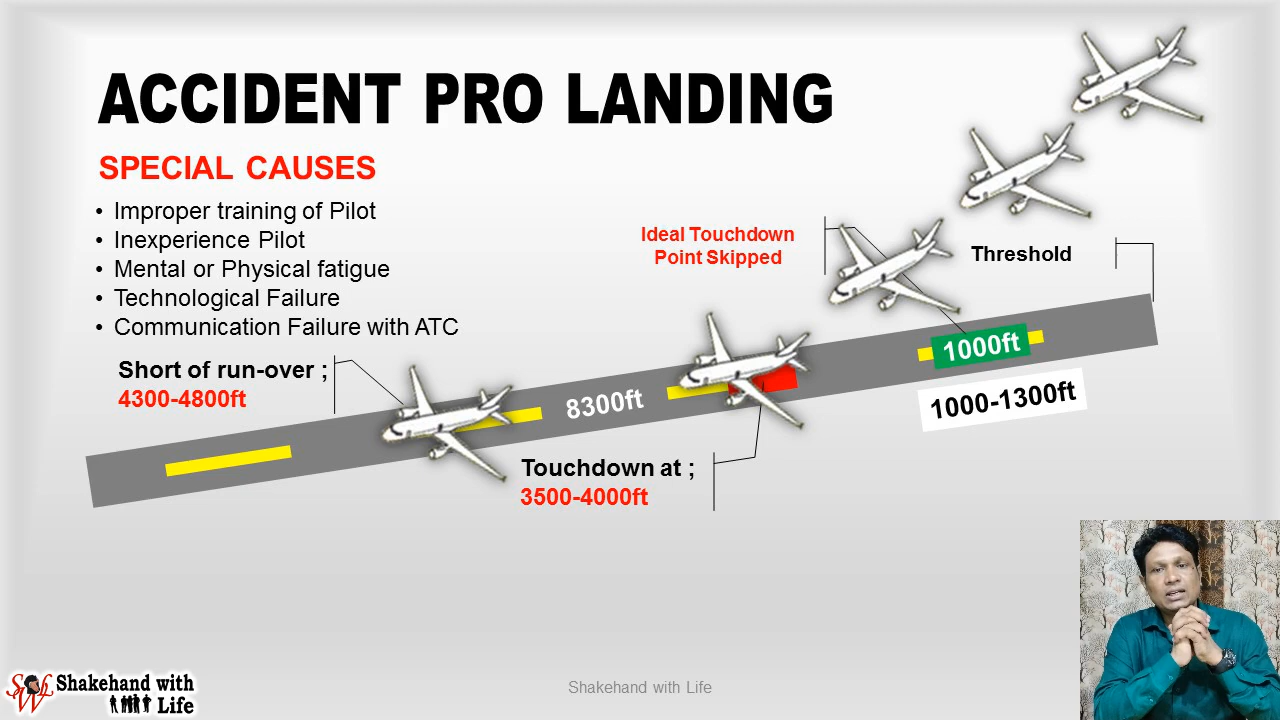 ACCIDENT PRO LANDING
SPECIAL CAUSES
• Improper training of Pilot
• Inexperience Pilot
• Mental or Physical fatigue
• Technological Failure
• Communication Failure with ATC
Ideal Touchdown
Point Skipped
Threshold
1000ft
1000-1300ft
Short of run-over ;
4300-4800ft
8300ft
Touchdown at ;
3500-4000ft
SWL
Shakehand with
Life
Shakehand with Life